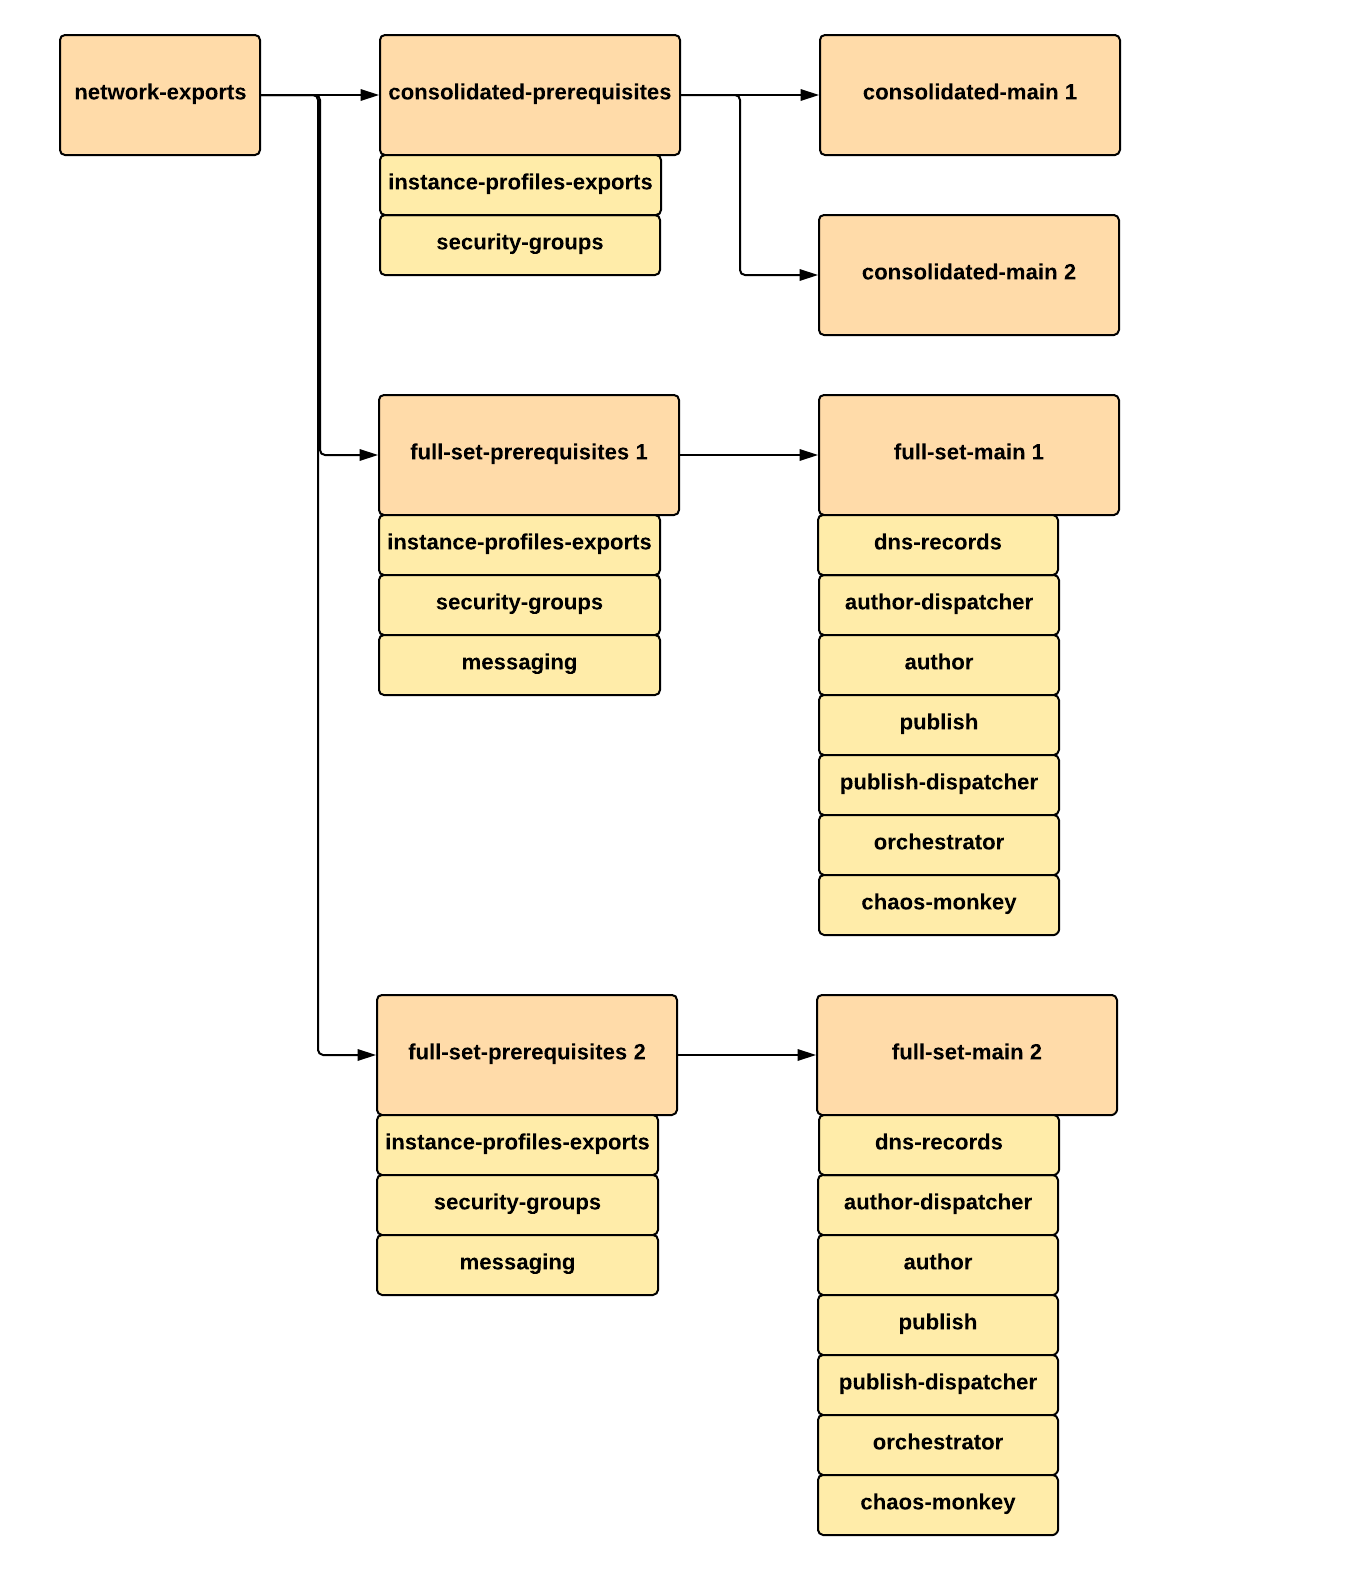 network-exports
consolidated-prerequisites
instance-profiles-exports
security-groups
consolidated-main 1
consolidated-main 2
full-set-prerequisites 1
instance-profiles-exports
security-groups
messaging
full-set-main 1
dns-records
author-dispatcher
author
publish
publish-dispatcher
orchestrator
chaos-monkey
full-set-prerequisites 2
instance-profiles-exports
security-groups
messaging
full-set-main 2
dns-records
author-dispatcher
author
publish
publish-dispatcher
orchestrator
chaos-monkey